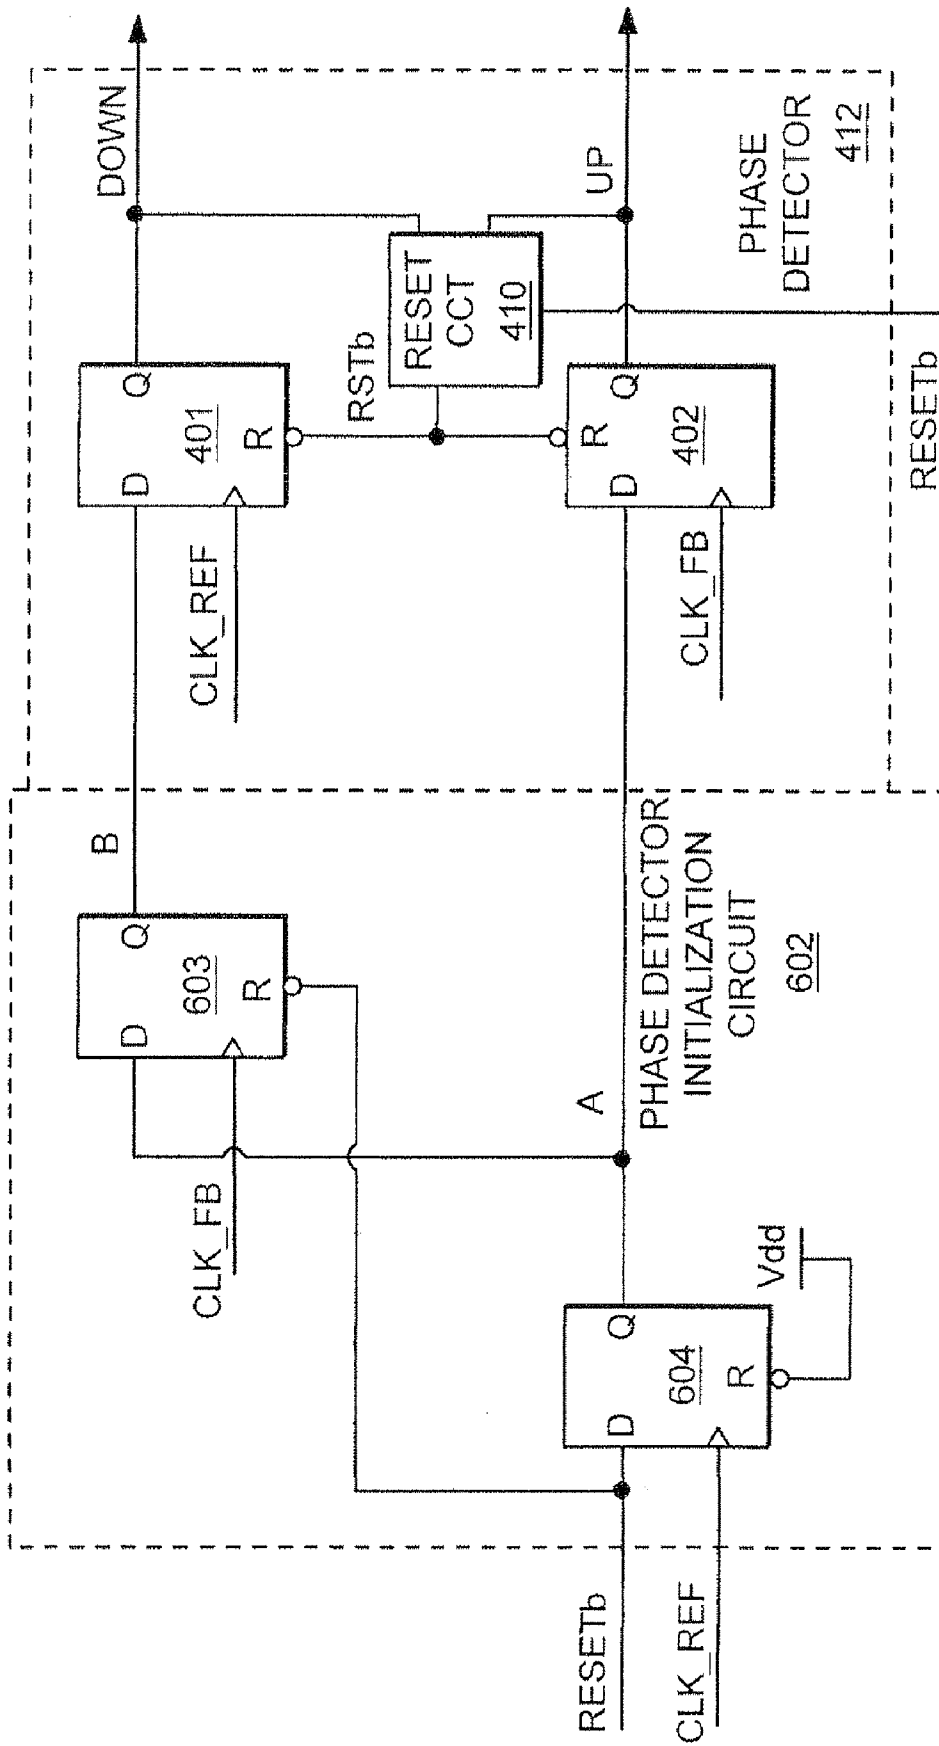 DOWN
UP
PHASE
DETECTOR
412
RESET
CCT
410
RSTb
D
Q
401
R
CLK_REF
D
Q
R
402
CLK_FB
RESETb
B
D
Q
603
R
CLK_FB
A
PHASE DETECTOR
INITIALIZATION
CIRCUIT
602
D
Q
604
R
Vdd
RESETb
CLK_REF